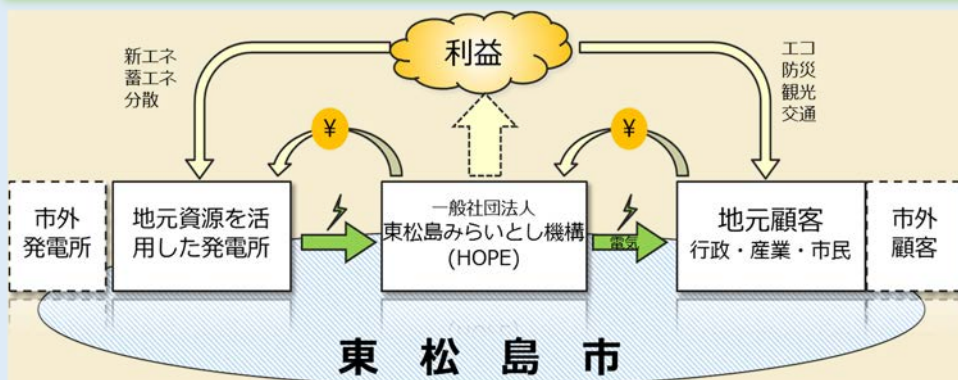 利益
新エネ
蓄エネ
分散
エコ
防災
観光
交通
¥
¥
市外
発電所
地元資源を活
用した発電所
一般社団法人
東松島みらいとし機構
(HOPE)
電気
地元顧客
行政・産業・市民
市外
顧客
東松島市